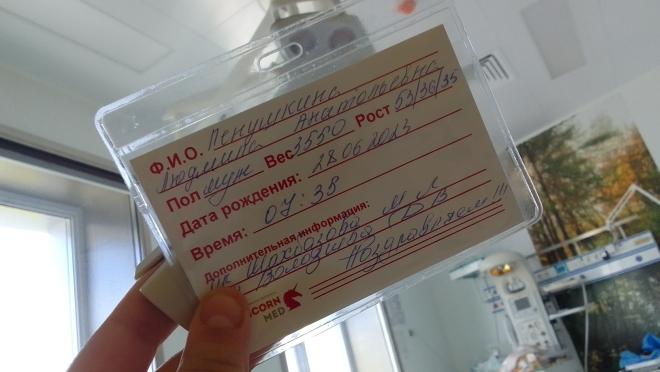 Ф.И.О. Пенушкина
Людмила Анатольевна
Пол муж Вес 3550 Рост 53/36/35
Дата рождения: 28.06.2023
Время: 07:38
Дополнительная информация:
М Л
С В В
Поздравляем!!!
CORN
MED